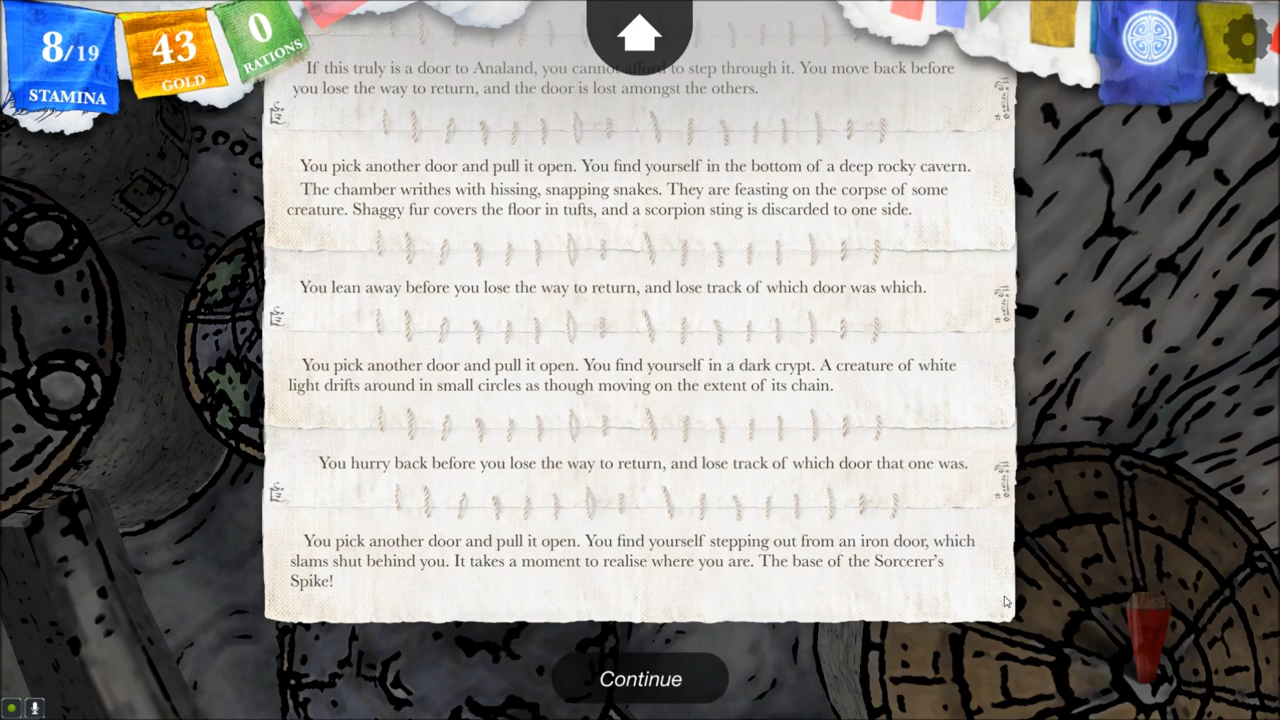 8/19
STAMINA
43
GOLD
0
RATIONS
If this truly is a door to Analand, you cannot afford to step through it. You move back before
you lose the way to return, and the door is lost amongst the others.
You pick another door and pull it open. You find yourself in the bottom of a deep rocky cavern.
The chamber writhes with hissing, snapping snakes. They are feasting on the corpse of some
creature. Shaggy fur covers the floor in tufts, and a scorpion sting is discarded to one side.
You lean away before you lose the way to return, and lose track of which door was which.
You pick another door and pull it open. You find yourself in a dark crypt. A creature of white
light drifts around in small circles as though moving on the extent of its chain.
You hurry back before you lose the way to return, and lose track of which door that one was.
You pick another door and pull it open. You find yourself stepping out from an iron door, which
slams shut behind you. It takes a moment to realise where you are. The base of the Sorcerer's
Spike!
Continue